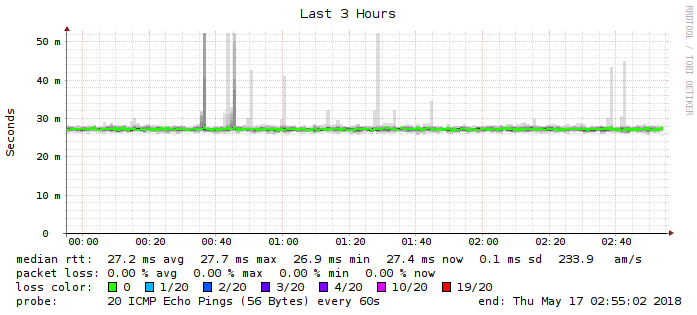 Last 3 Hours
RRDTOOL / TOBI OETIKER
Seconds
50 m
40 m
30 m
20 m
10 m
0
00:00 00:20 00:40 01:00 01:20 01:40 02:00 02:20 02:40
median rtt: 27.2 ms avg 27.7 ms max 26.9 ms min 27.4 ms now 0.1 ms sd 233.9 am/s
packet loss: 0.00 % avg 0.00 % max 0.00 % min 0.00 % now
loss color: 0 1/20 2/20 3/20 4/20 10/20 19/20
probe: 20 ICMP Echo Pings (56 Bytes) every 60s end: Thu May 17 02:55:02 2018